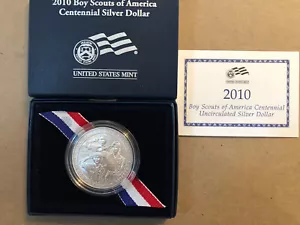 2010 Boy Scouts of America
Centennial Silver Dollar
UNITED STATES MINT
2010
Boy Scouts of America Centennial
Uncirculated Silver Dollar